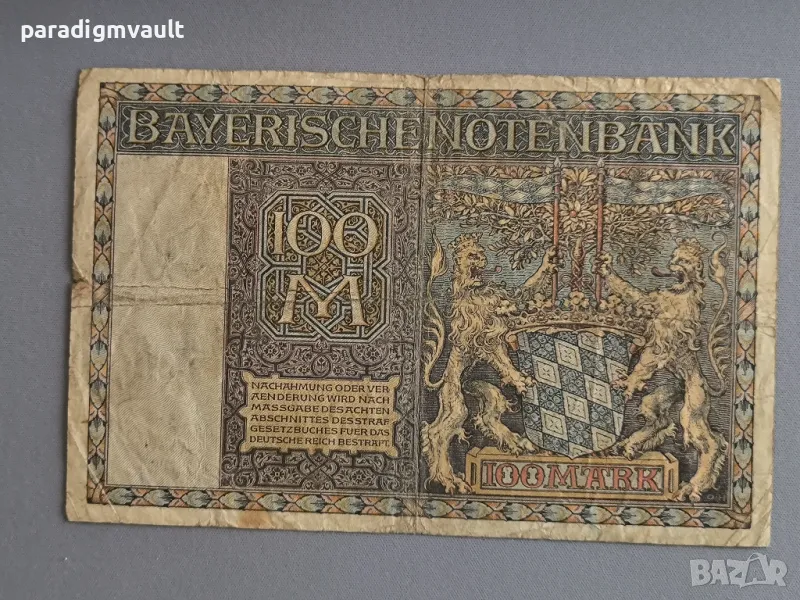 paradigmvault
BAYERISCHE NOTENBANK
100
M
NACHAHMUNG ODER VER
AENDERUNG WIRD NACH
MASSGABE DES ACHTEN
ABSCHNITTES DES STRAF
GESETZBUCHES FUER DAS
DEUTSCHE REICH BESTRAFT.
100 MARK
BAZAR